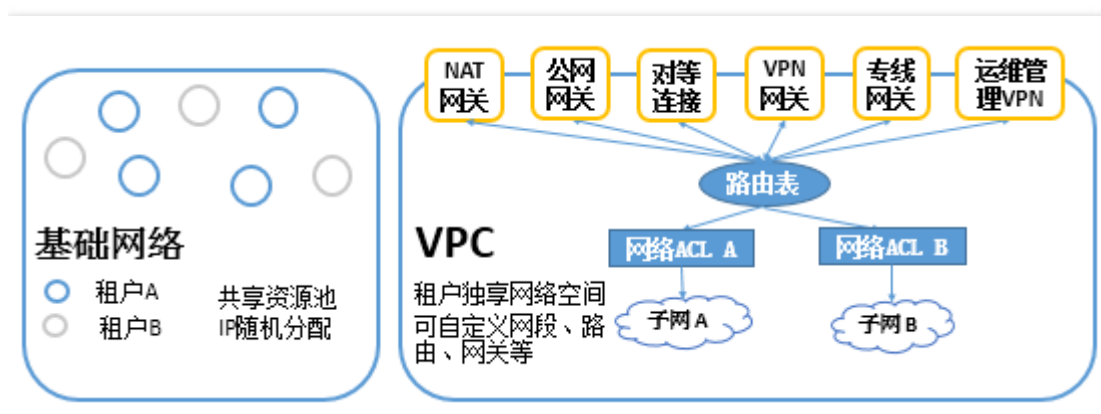 NAT
网关
公网
网关
对等
连接
VPN
网关
专线
网关
运维管
理VPN
路由表
基础网络
租户A
租户B
共享资源池
IP随机分配
VPC
租户独享网络空间
可自定义网段、路
由、网关等
网络ACL A
网络ACL B
子网A
子网B